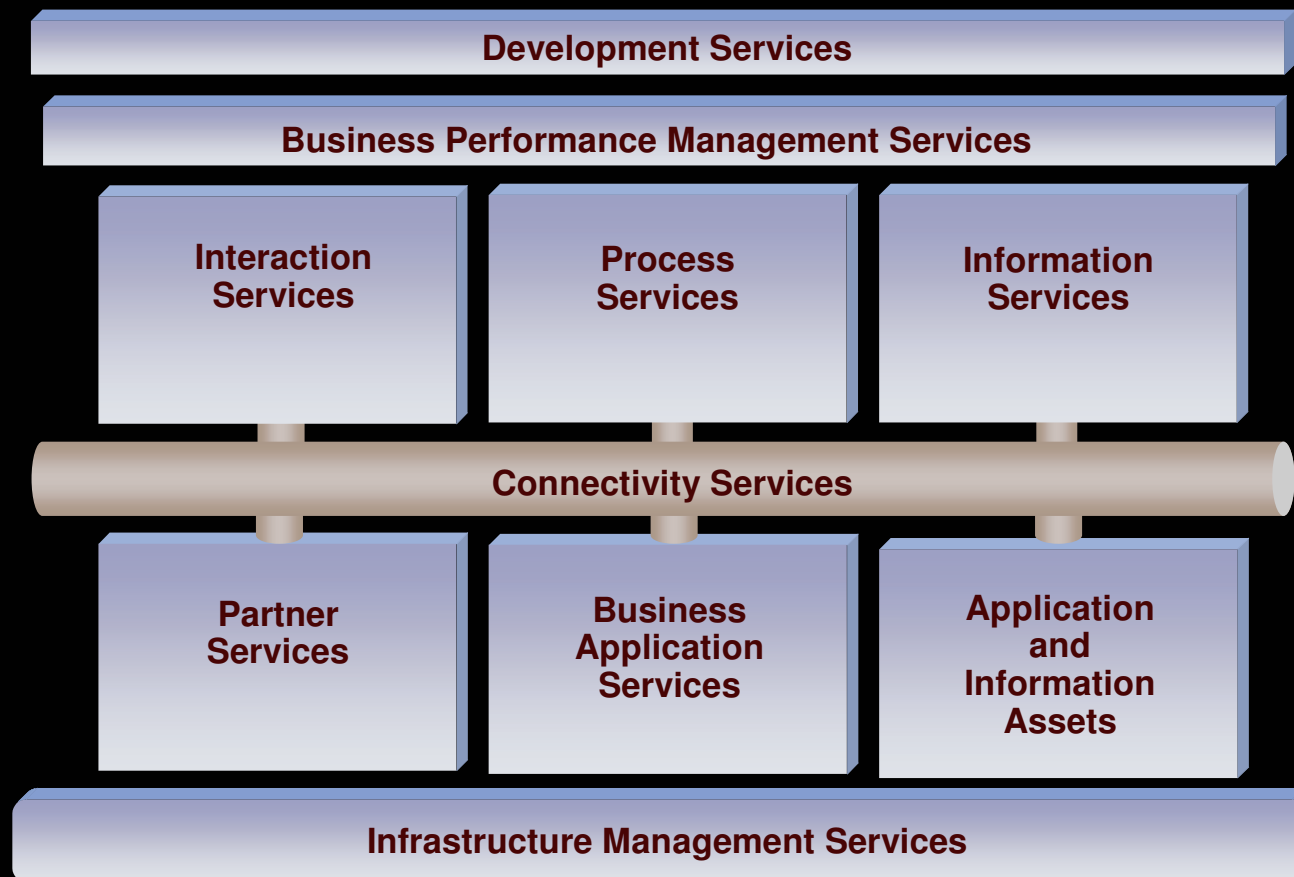 Development Services
Business Performance Management Services
Interaction
Services
Process
Services
Information
Services
Connectivity Services
Partner
Services
Business
Application
Services
Application
and
Information
Assets
Infrastructure Management Services